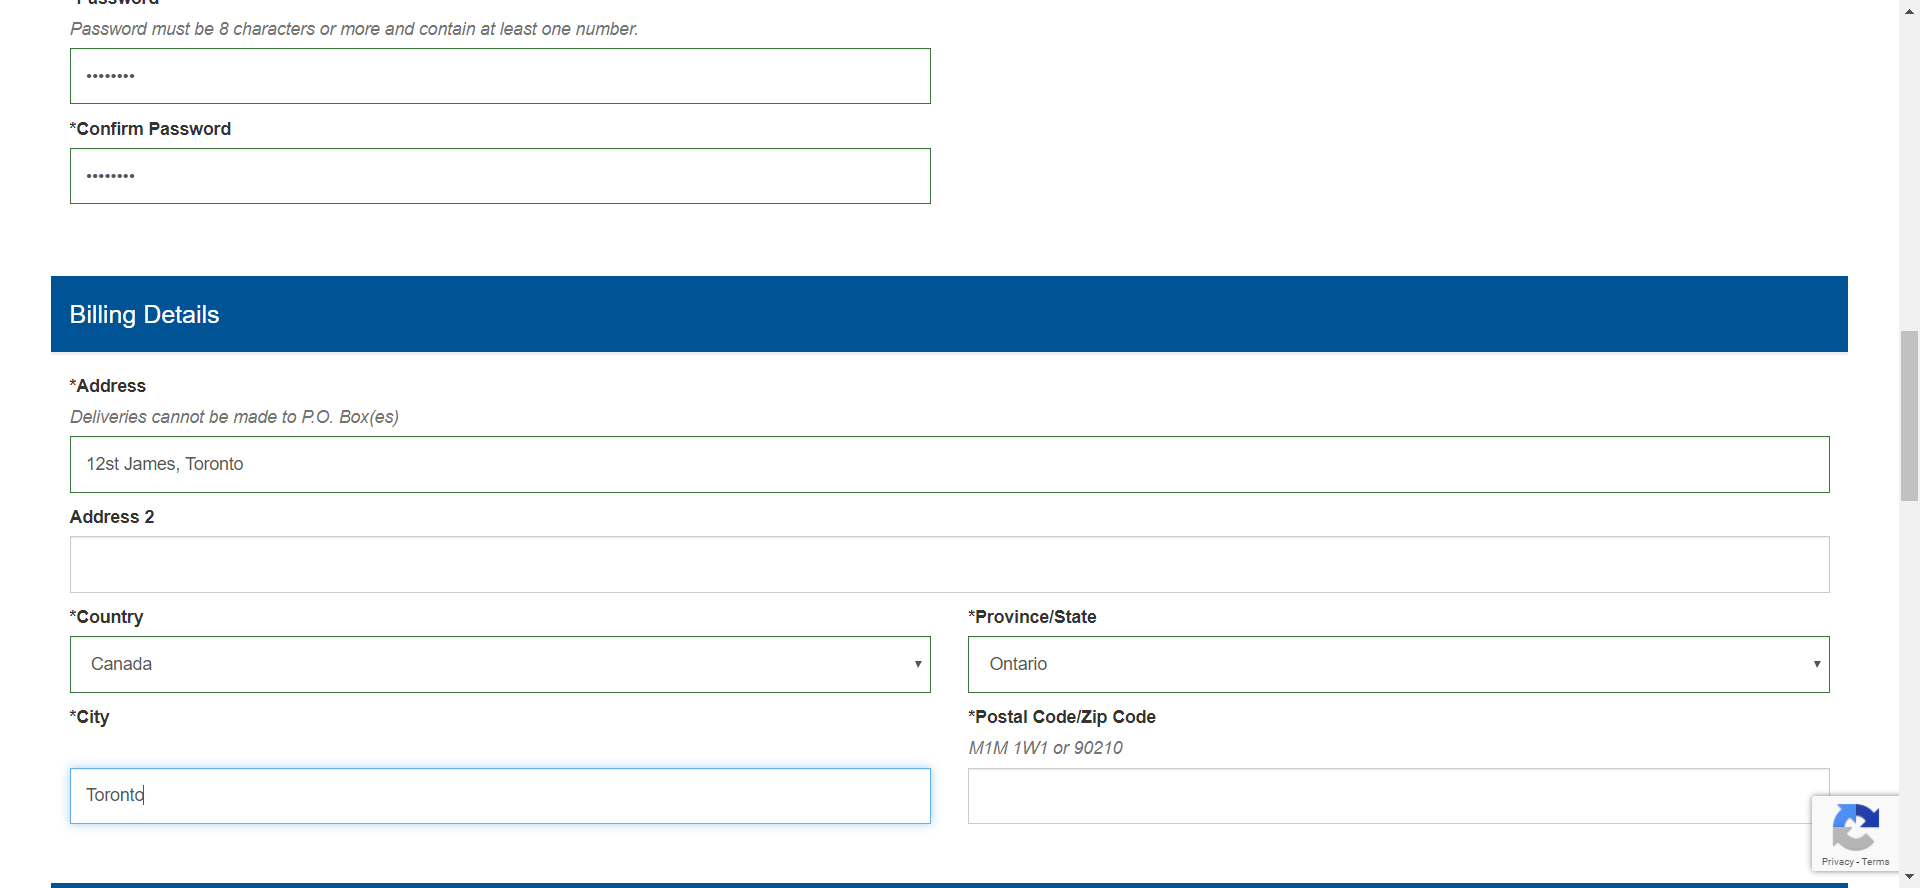 *Password
Password must be 8 characters or more and contain at least one number.
••••••••
*Confirm Password
••••••••
Billing Details
*Address
Deliveries cannot be made to P.O. Box(es)
12st James, Toronto
Address 2
*Country
*Province/State
Canada
Ontario
*City
*Postal Code/Zip Code
M1M 1W1 or 90210
Toronto
Privacy - Terms